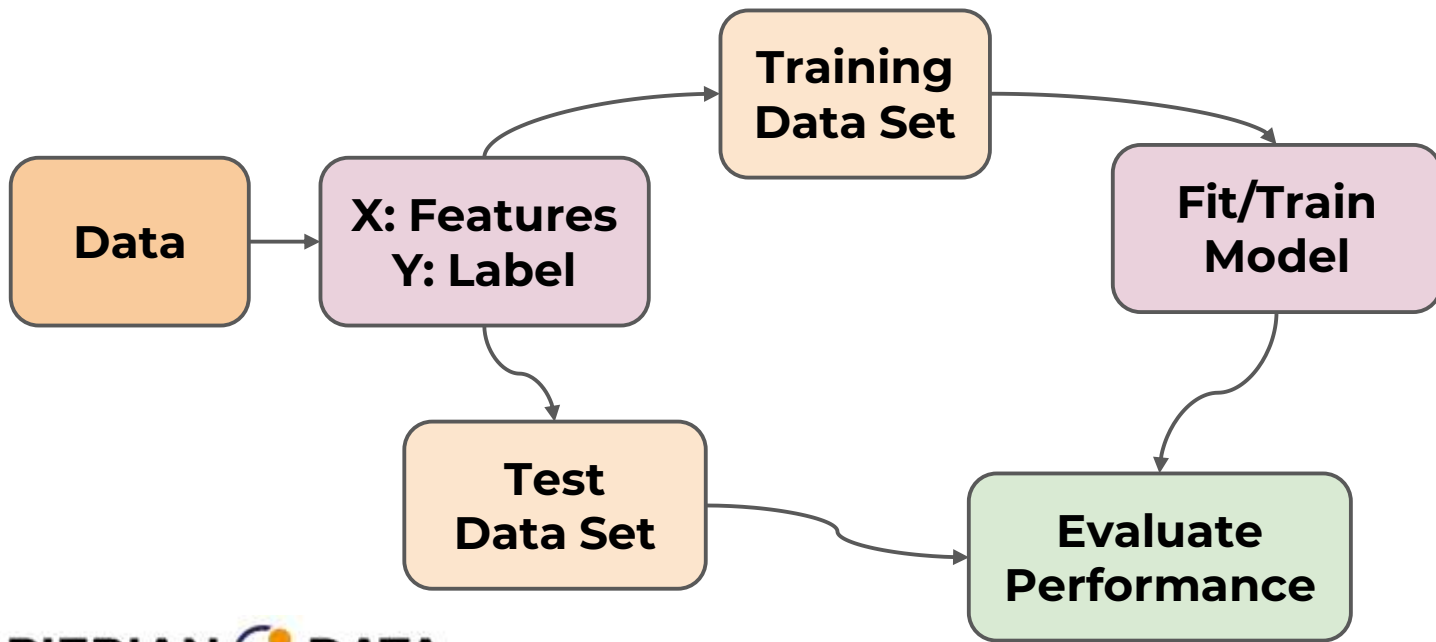 Training
Data Set
Data
X: Features
Y: Label
Fit/Train
Model
Test
Data Set
Evaluate
Performance